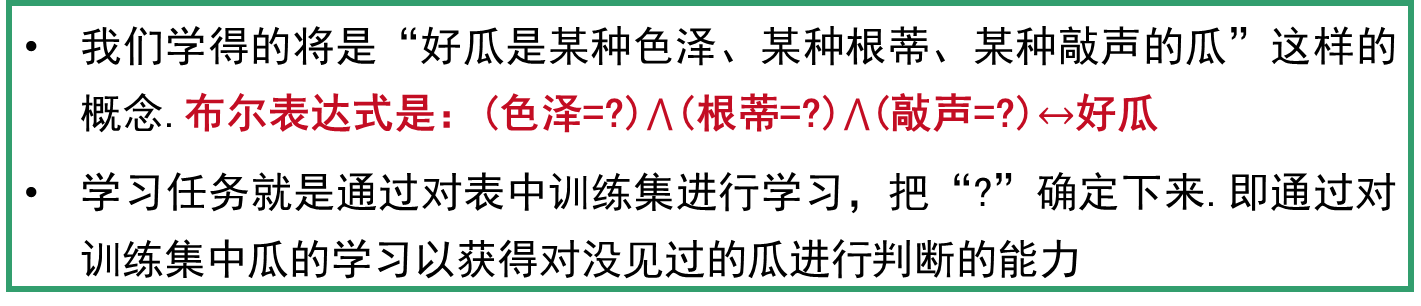 • 我们学得的将是“好瓜是某种色泽、某种根蒂、某种敲声的瓜”这样的
概念. 布尔表达式是：(色泽=?)∧(根蒂=?)∧(敲声=?)↔好瓜
• 学习任务就是通过对表中训练集进行学习，把“?”确定下来. 即通过对
训练集中瓜的学习以获得对没见过的瓜进行判断的能力